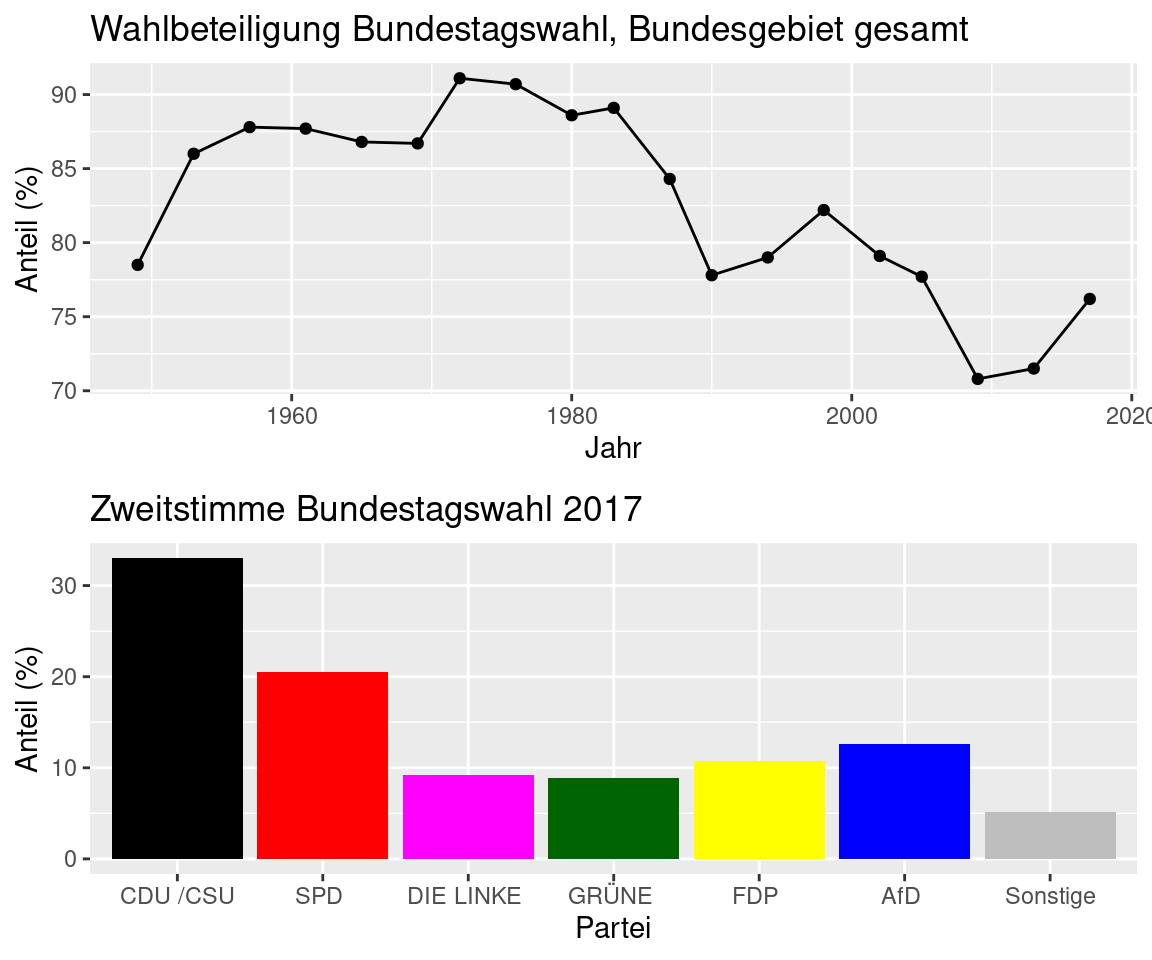 Wahlbeteiligung Bundestagswahl, Bundesgebiet gesamt
Anteil (%)
90
85
80
75
70
1960 1980 2000 2020
Jahr
Zweitstimme Bundestagswahl 2017
Anteil (%)
30
20
10
0
CDU /CSU SPD DIE LINKE GRÜNE FDP AfD Sonstige
Partei